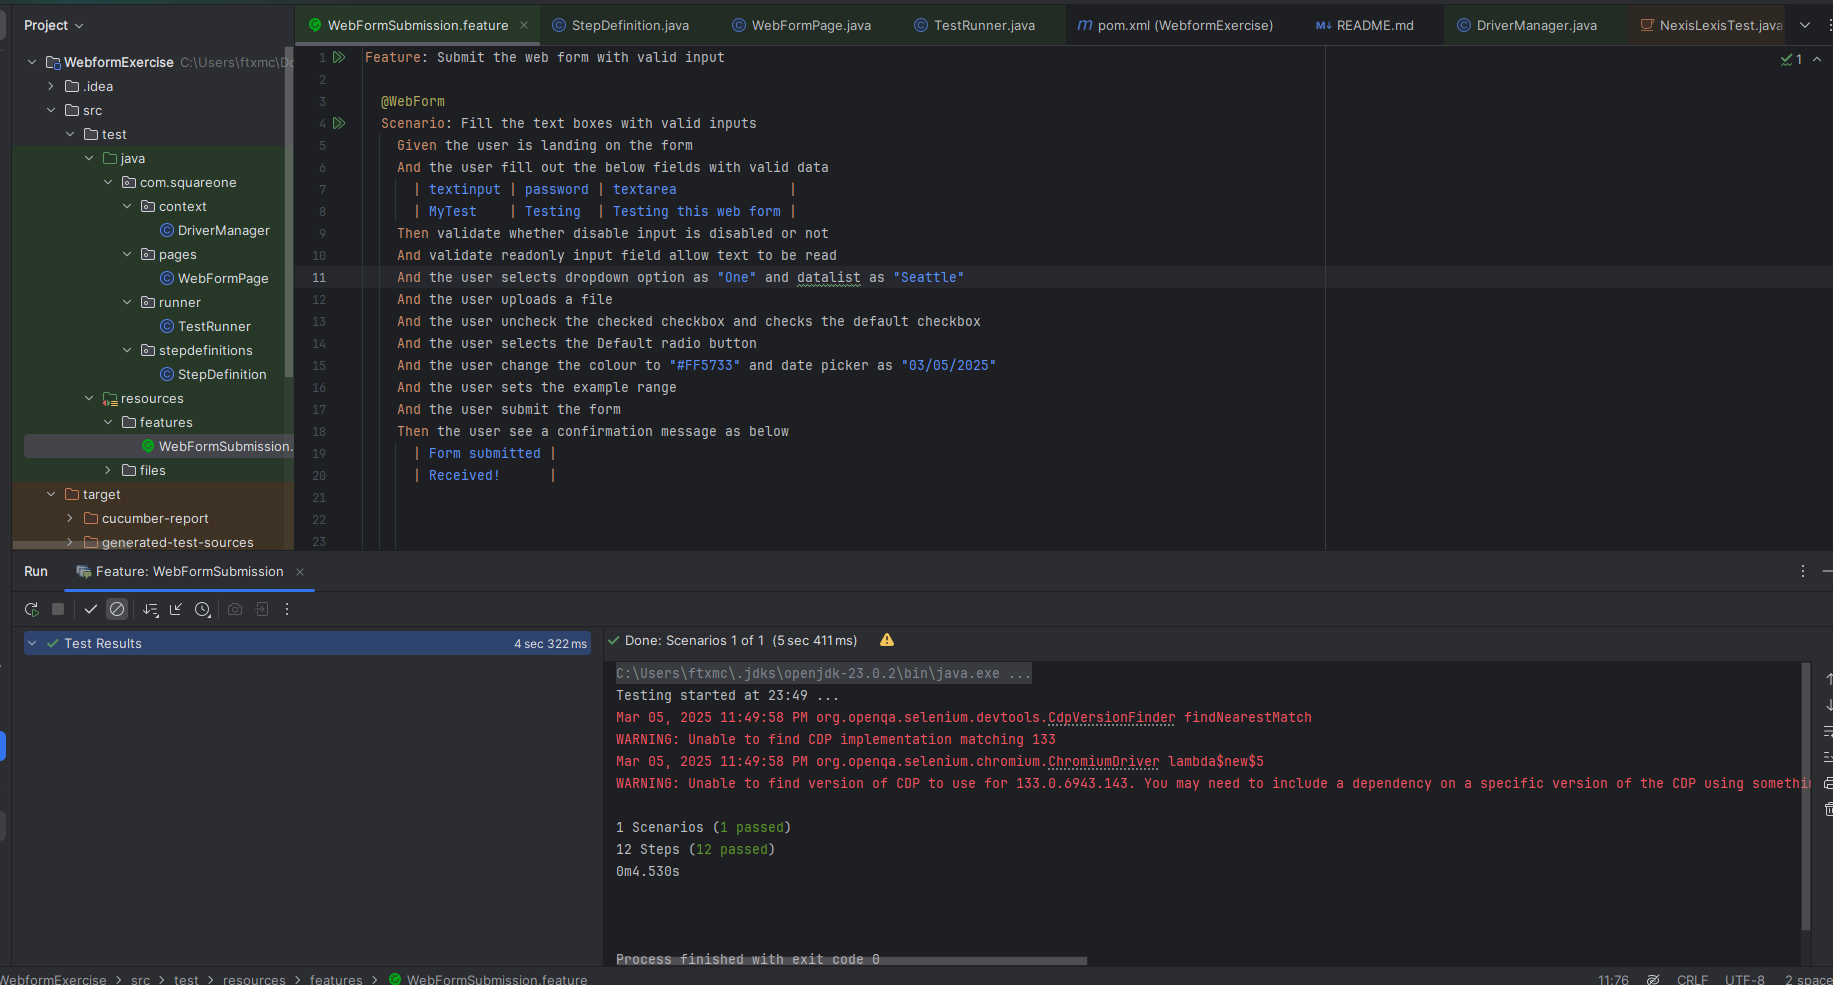 Project
WebFormSubmission.feature
StepDefinition.java
WebFormPage.java
TestRunner.java
pom.xml (WebformExercise)
README.md
DriverManager.java
NexisLexisTest.java
WebformExercise C:\Users\ftxmc\Do
.idea
src
test
java
com.squareone
context
DriverManager
pages
WebFormPage
runner
TestRunner
stepdefinitions
StepDefinition
resources
features
WebFormSubmission.
files
target
cucumber-report
generated-test-sources
1 Feature: Submit the web form with valid input
2
3 @WebForm
4 Scenario: Fill the text boxes with valid inputs
5 Given the user is landing on the form
6 And the user fill out the below fields with valid data
7 | textinput | password | textarea |
8 | MyTest | Testing | Testing this web form |
9 Then validate whether disable input is disabled or not
10 And validate readonly input field allow text to be read
11 And the user selects dropdown option as "One" and datalist as "Seattle"
12 And the user uploads a file
13 And the user uncheck the checked checkbox and checks the default checkbox
14 And the user selects the Default radio button
15 And the user change the colour to "#FF5733" and date picker as "03/05/2025"
16 And the user sets the example range
17 And the user submit the form
18 Then the user see a confirmation message as below
19 | Form submitted |
20 | Received! |
21
22
23
1
Run
Feature: WebFormSubmission
Test Results 4 sec 322 ms
Done: Scenarios 1 of 1 (5 sec 411 ms)
C:\Users\ftxmc\.jdks\openjdk-23.0.2\bin\java.exe ...
Testing started at 23:49 ...
Mar 05, 2025 11:49:58 PM org.openqa.selenium.devtools.CdpVersionFinder findNearestMatch
WARNING: Unable to find CDP implementation matching 133
Mar 05, 2025 11:49:58 PM org.openqa.selenium.chromium.ChromiumDriver lambda$new$5
WARNING: Unable to find version of CDP to use for 133.0.6943.143. You may need to include a dependency on a specific version of the CDP using somethi
1 Scenarios (1 passed)
12 Steps (12 passed)
0m4.530s
Process finished with exit code 0
WebformExercise > src > test > resources > features > WebFormSubmission.feature
11:76 CRLF UTF-8 2 space